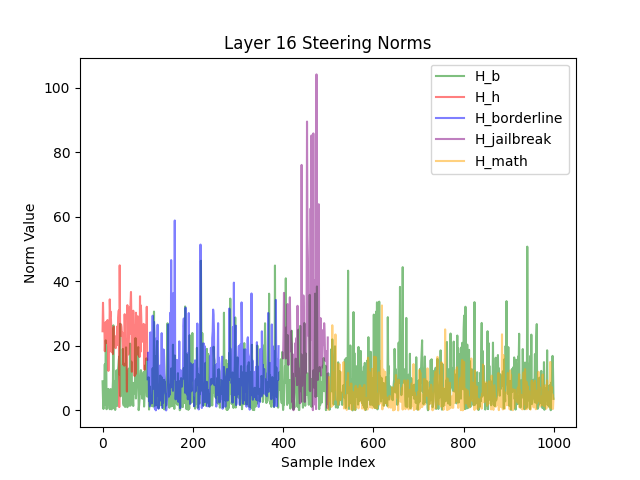 Layer 16 Steering Norms
H_b
H_h
H_borderline
H_jailbreak
H_math
Norm Value
100
80
60
40
20
0
0 200 400 600 800 1000
Sample Index